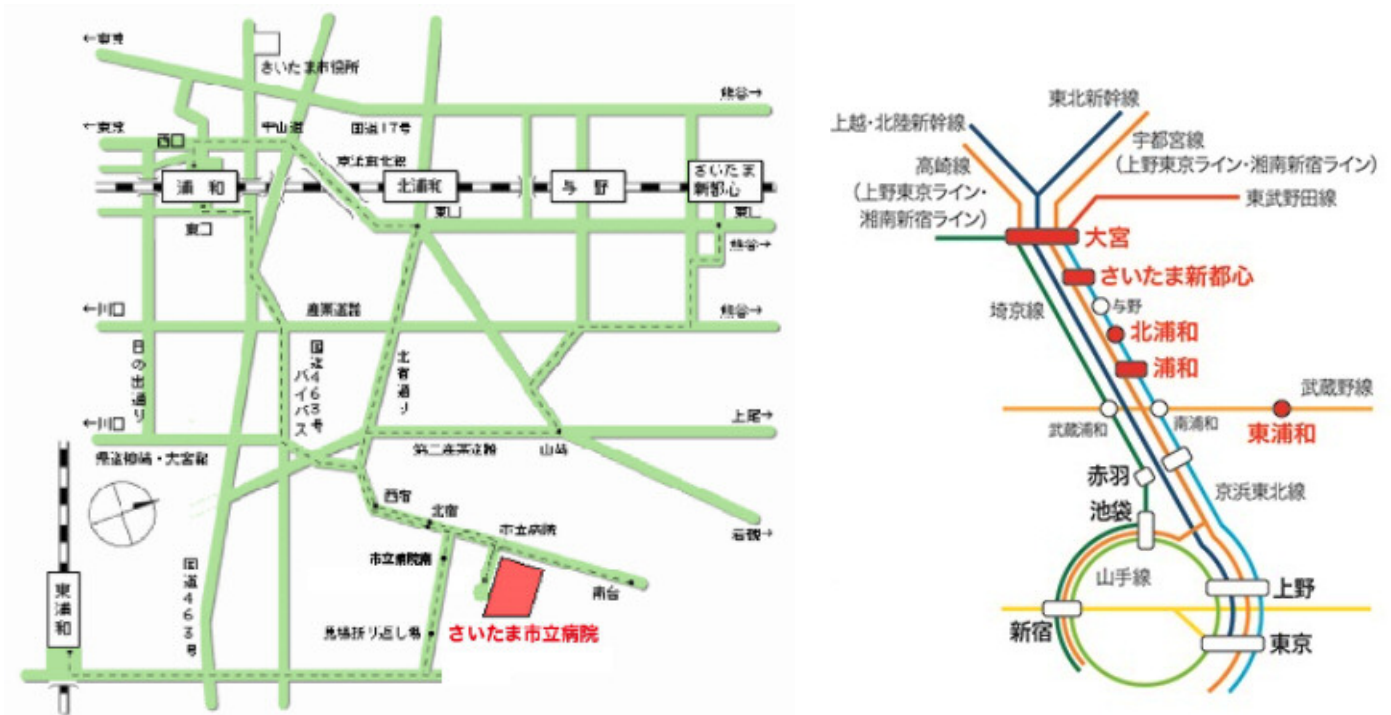 ←東京
さいたま市役所
熊谷→
←東京
西口
中山道
国道17号
京浜東北線
浦和
北浦和
与野
さいたま
新都心
東口
東口
東口
熊谷→
←川口
産業道路
熊谷→
日の出通り
国道463号
バイパス
北宿通り
←川口
上尾→
県道
・大宮線
第二産業道路
山崎
岩槻→
西宿
北宿
市立病院
市立病院南
南台
東浦和
国道463号
見晴折り返し場
さいたま市立病院
東北新幹線
上越・北陸新幹線
宇都宮線
(上野東京ライン・湘南新宿ライン)
高崎線
(上野東京ライン・
湘南新宿ライン)
東武野田線
大宮
さいたま新都心
埼京線
与野
北浦和
浦和
武蔵野線
武蔵浦和
南浦和
東浦和
赤羽
京浜東北線
池袋
山手線
上野
新宿
東京